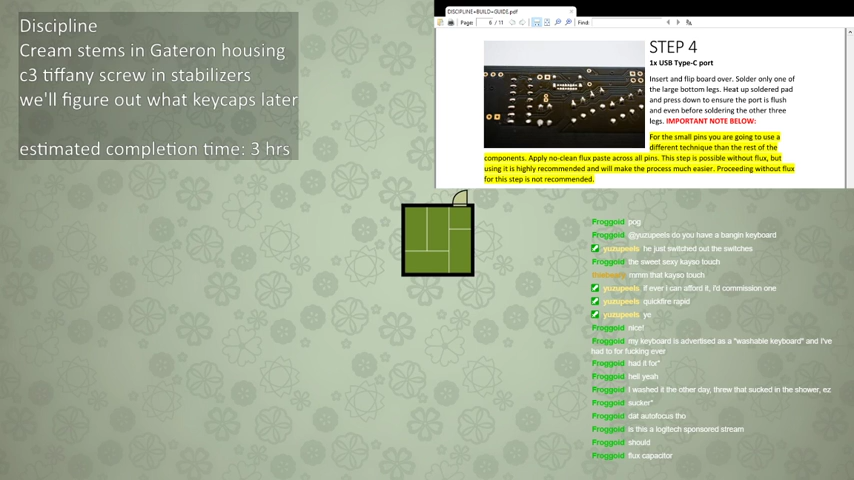 Discipline
Cream stems in Gateron housing
c3 tiffany screw in stabilizers
we'll figure out what keycaps later
estimated completion time: 3 hrs
DISCIPLINE+BUILD+GUIDE.pdf
Page: 6 / 11 Find:
STEP 4
1x USB Type-C port
Insert and flip board over. Solder only one of
the large bottom legs. Heat up soldered pad
and press down to ensure the port is flush
and even before soldering the other three
legs. IMPORTANT NOTE BELOW:
For the small pins you are going to use a
different technique than the rest of the
components. Apply no-clean flux paste across all pins. This step is possible without flux, but
using it is highly recommended and will make the process much easier. Proceeding without flux
for this step is not recommended.
Froggoid pog
Froggoid @yuzupeels do you have a bangin keyboard
yuzupeels he just switched out the switches
Froggoid the sweet sexy kayso touch
mmm that kayso touch
yuzupeels If ever I can afford it, I'd commission one
yuzupeels quickfire rapid
yuzupeels ye
Froggoid nice!
Froggoid my keyboard is advertised as a "washable keyboard" and I've
had to for fucking ever
Froggoid had it for*
Froggoid hell yeah
Froggoid I washed it the other day, threw that sucked in the shower, ez
Froggoid sucker*
Froggoid dat autofocus tho
Froggoid is this a logitech sponsored stream
Froggoid should
Froggoid flux capacitor